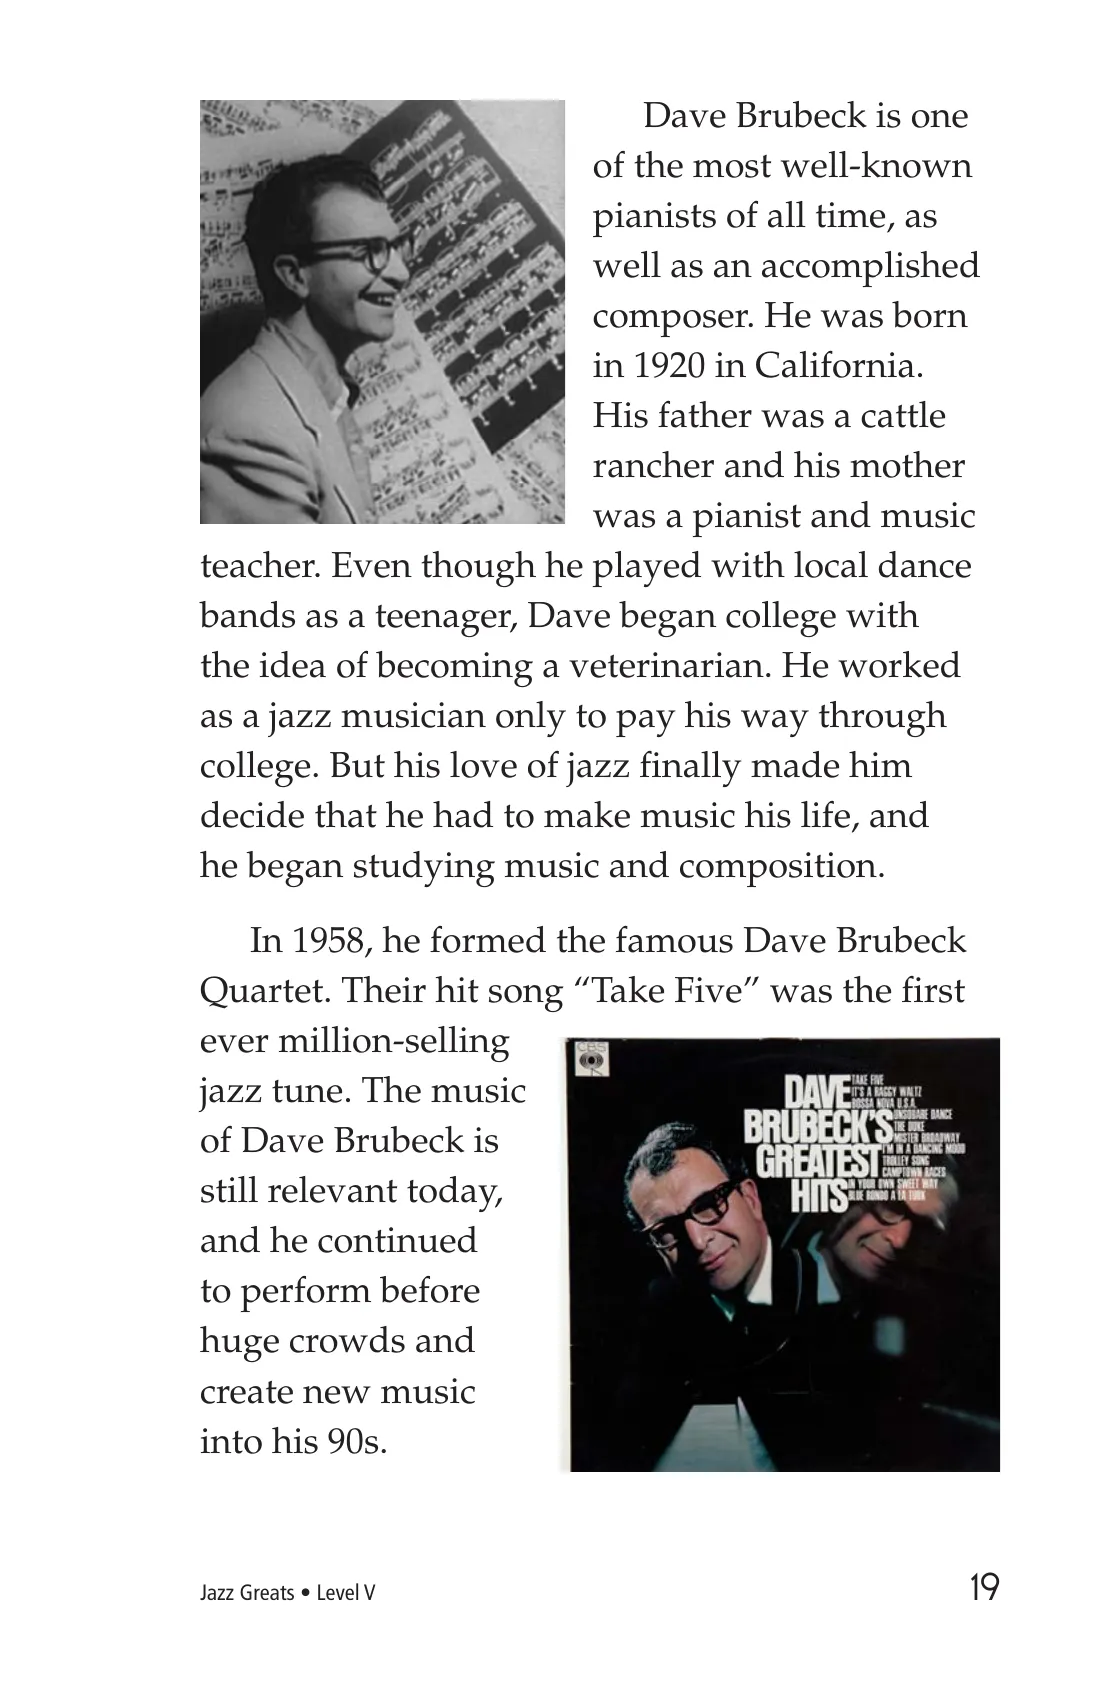 Dave Brubeck is one
of the most well-known
pianists of all time, as
well as an accomplished
composer. He was born
in 1920 in California.
His father was a cattle
rancher and his mother
was a pianist and music
teacher. Even though he played with local dance
bands as a teenager, Dave began college with
the idea of becoming a veterinarian. He worked
as a jazz musician only to pay his way through
college. But his love of jazz finally made him
decide that he had to make music his life, and
he began studying music and composition.
In 1958, he formed the famous Dave Brubeck
Quartet. Their hit song “Take Five” was the first
ever million-selling
jazz tune. The music
of Dave Brubeck is
still relevant today,
and he continued
to perform before
huge crowds and
create new music
into his 90s.
CBS
DAVE
BRUBECK'S
GREATEST
HITS
TAKE FIVE
IT'S A RAGGY WALTZ
BOSSA NOVA U.S.A.
UNSQUARE DANCE
THE DUKE
MISTER BROADWAY
I'M IN A DANCING MOOD
TROLLEY SONG
CAMPTOWN RACES
IN YOUR OWN SWEET WAY
BLUE RONDO A LA TURK
Jazz Greats • Level V
19